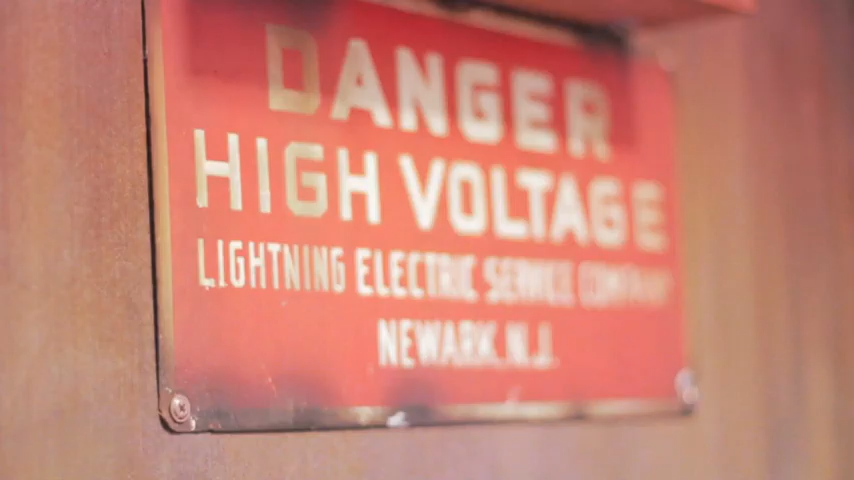 DANGER
HIGH VOLTAGE
LIGHTNING ELECTRIC SERVICE COMPANY
NEWARK, N.J.